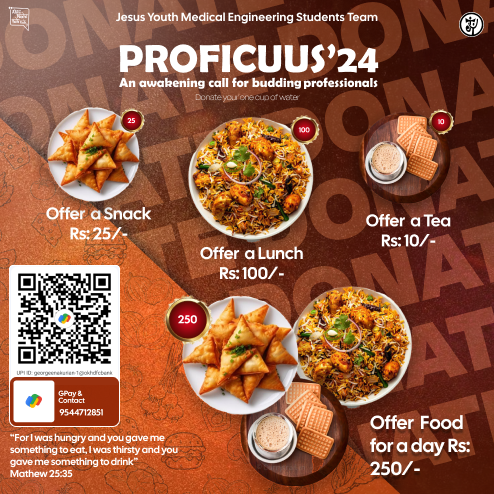 Jesus Youth Medical Engineering Students Team
PROFICUUS'24
An awakening call for budding professionals
Donate your one cup of water
25
100
10
Offer a Snack
Rs: 25/-
Offer a Lunch
Rs: 100/-
Offer a Tea
Rs: 10/-
250
GPay &
Contact
9544712851
"For I was hungry and you gave me
something to eat, I was thirsty and you
gave me something to drink"
Mathew 25:35
Offer Food
for a day Rs:
250/-
DONATE